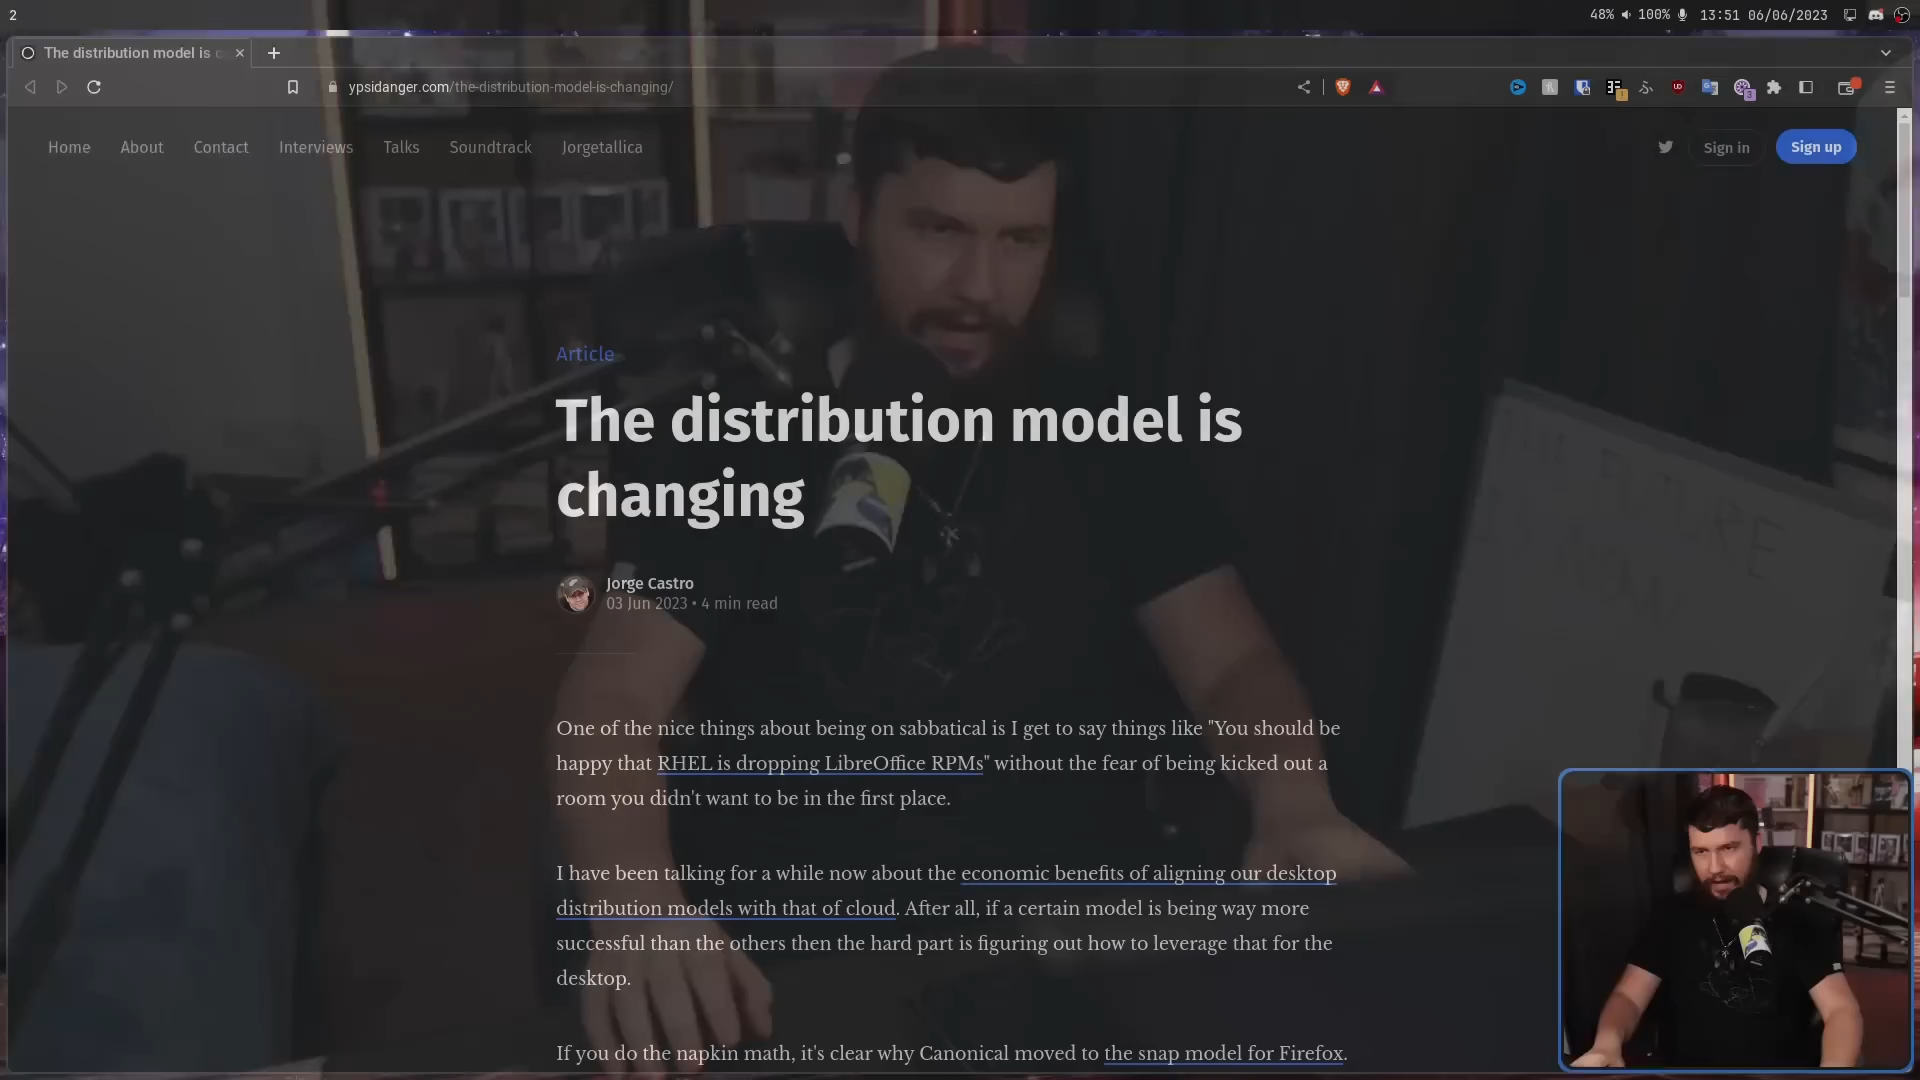 2
48% 100% 13:51 06/06/2023
The distribution model is c
ypsidanger.com/the-distribution-model-is-changing/
Home About Contact Interviews Talks Soundtrack Jorgetallica
Sign in Sign up
Article
The distribution model is
changing
Jorge Castro
03 Jun 2023 • 4 min read
One of the nice things about being on sabbatical is I get to say things like "You should be
happy that RHEL is dropping LibreOffice RPMs" without the fear of being kicked out a
room you didn't want to be in the first place.
I have been talking for a while now about the economic benefits of aligning our desktop
distribution models with that of cloud. After all, if a certain model is being way more
successful than the others then the hard part is figuring out how to leverage that for the
desktop.
If you do the napkin math, it's clear why Canonical moved to the snap model for Firefox.